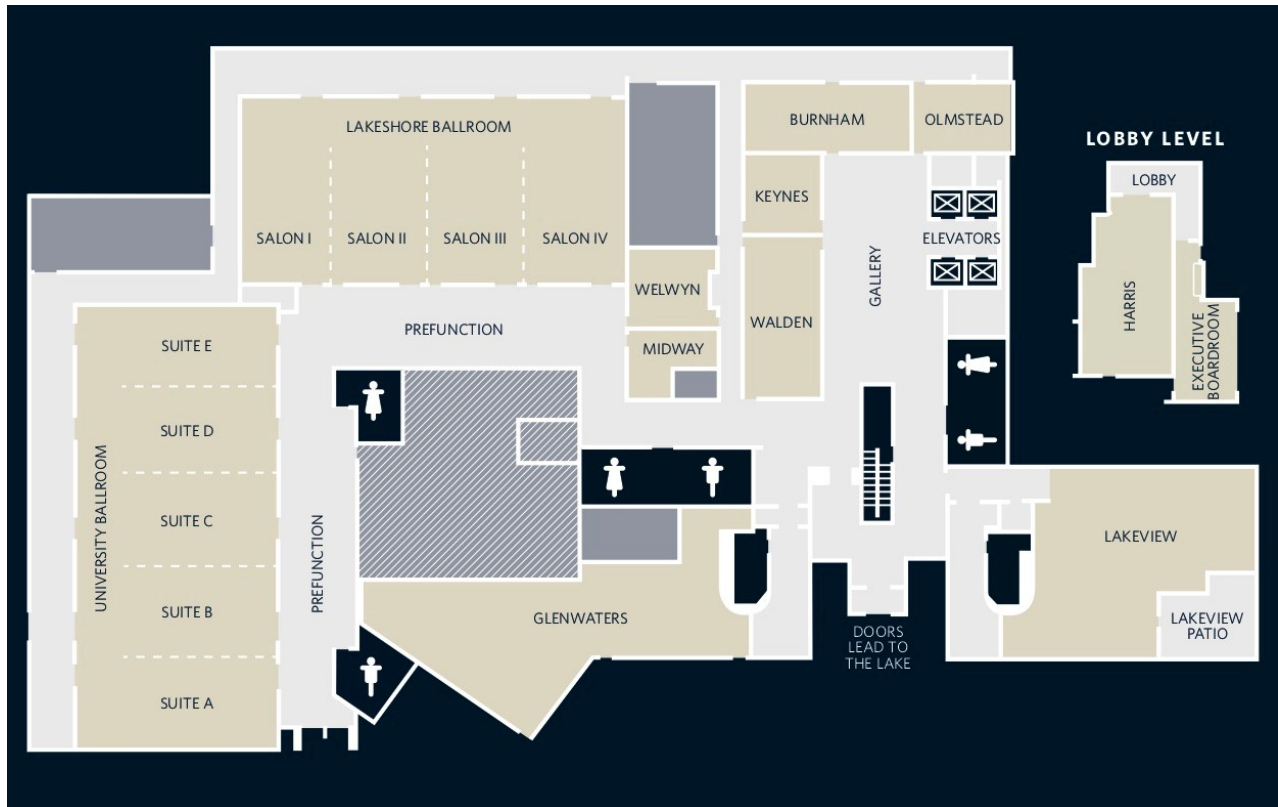 LAKESHORE BALLROOM
SALON I
SALON II
SALON III
SALON IV
BURNHAM
OLMSTEAD
KEYNES
ELEVATORS
GALLERY
WALDEN
WELWYN
MIDWAY
PREFUNCTION
LOBBY LEVEL
LOBBY
HARRIS
EXECUTIVE
BOARDROOM
UNIVERSITY BALLROOM
SUITE E
SUITE D
SUITE C
SUITE B
SUITE A
PREFUNCTION
GLENWATERS
DOORS
LEAD TO
THE LAKE
LAKEVIEW
LAKEVIEW
PATIO